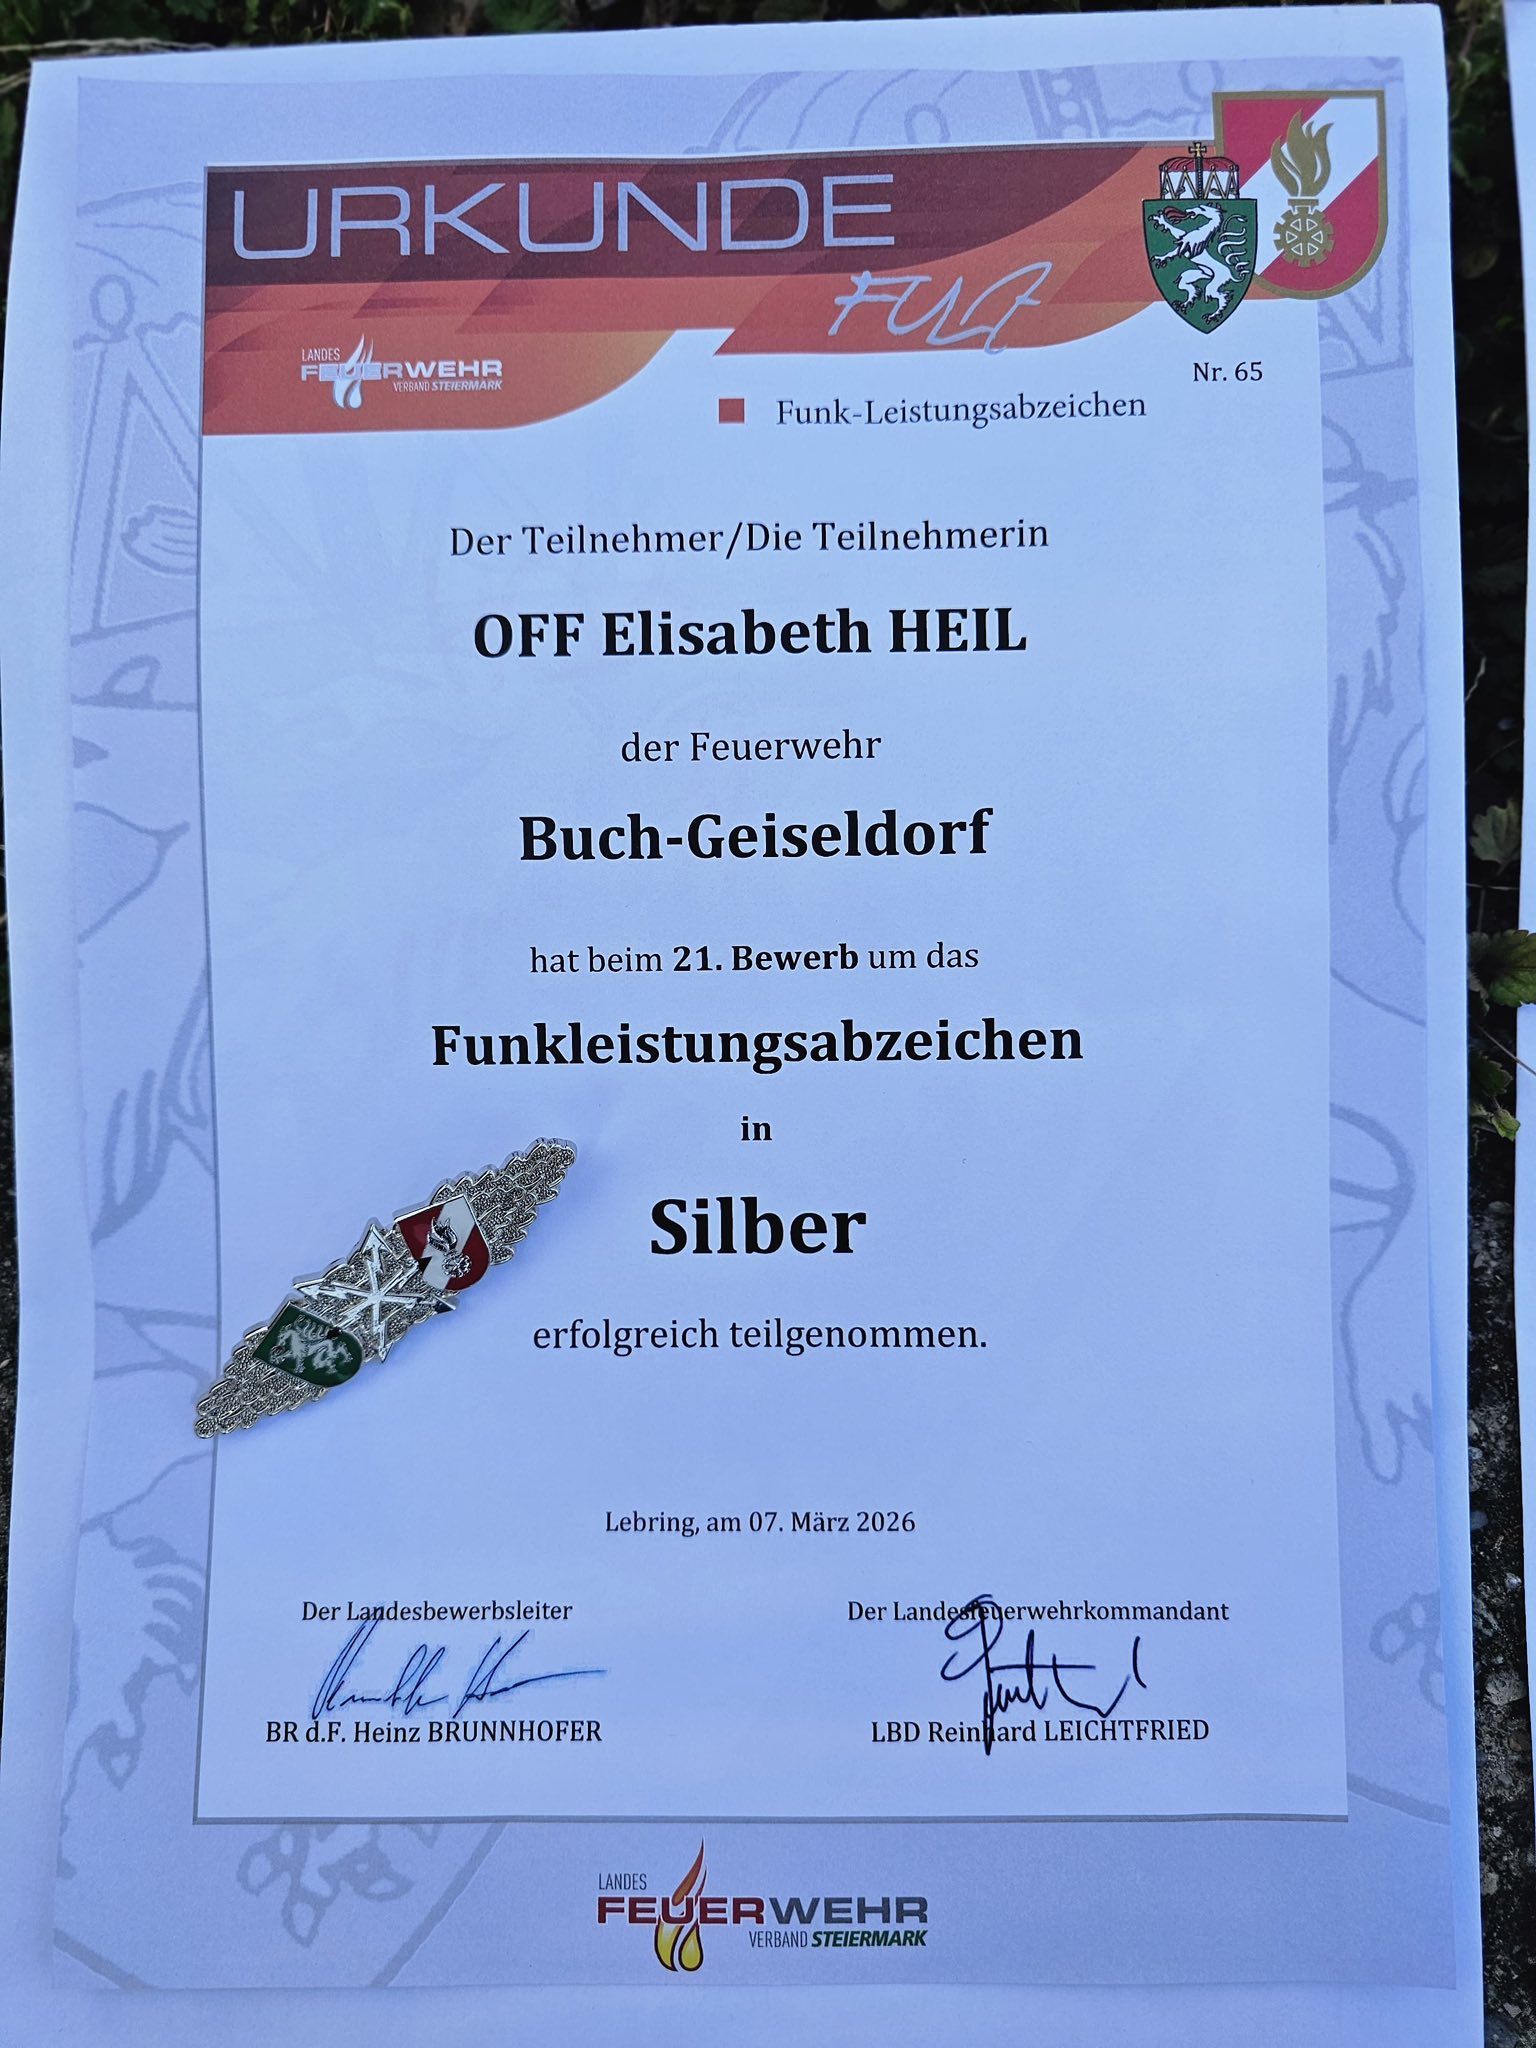 URKUNDE
FULA
LANDES
FEUERWEHR
VERBAND STEIERMARK
Nr. 65
Funk-Leistungsabzeichen
Der Teilnehmer/Die Teilnehmerin
OFF Elisabeth HEIL
der Feuerwehr
Buch-Geiseldorf
hat beim 21. Bewerb um das
Funkleistungsabzeichen
in
Silber
erfolgreich teilgenommen.
Lebring, am 07. März 2026
Der Landesbewerbsleiter
Der Landesfeuerwehrkommandant
BR d.F. Heinz BRUNNHOFER
LBD Reinhard LEICHTFRIED
LANDES
FEUERWEHR
VERBAND STEIERMARK